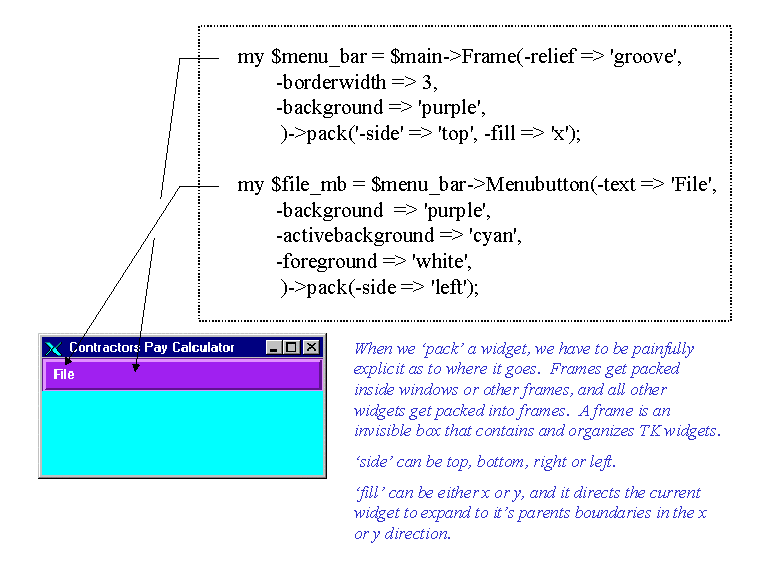 my $menu_bar = $main->Frame(-relief => 'groove',
-borderwidth => 3,
-background => 'purple',
)->pack('-side' => 'top', -fill => 'x');
my $file_mb = $menu_bar->Menubutton(-text => 'File',
-background  => 'purple',
-activebackground => 'cyan',
-foreground => 'white',
)->pack(-side => 'left');
Contractors Pay Calculator
File
When we ‘pack’ a widget, we have to be painfully
explicit as to where it goes.  Frames get packed
inside windows or other frames, and all other
widgets get packed into frames.  A frame is an
invisible box that contains and organizes TK widgets.
‘side’ can be top, bottom, right or left.
‘fill’ can be either x or y, and it directs the current
widget to expand to it’s parents boundaries in the x
or y direction.